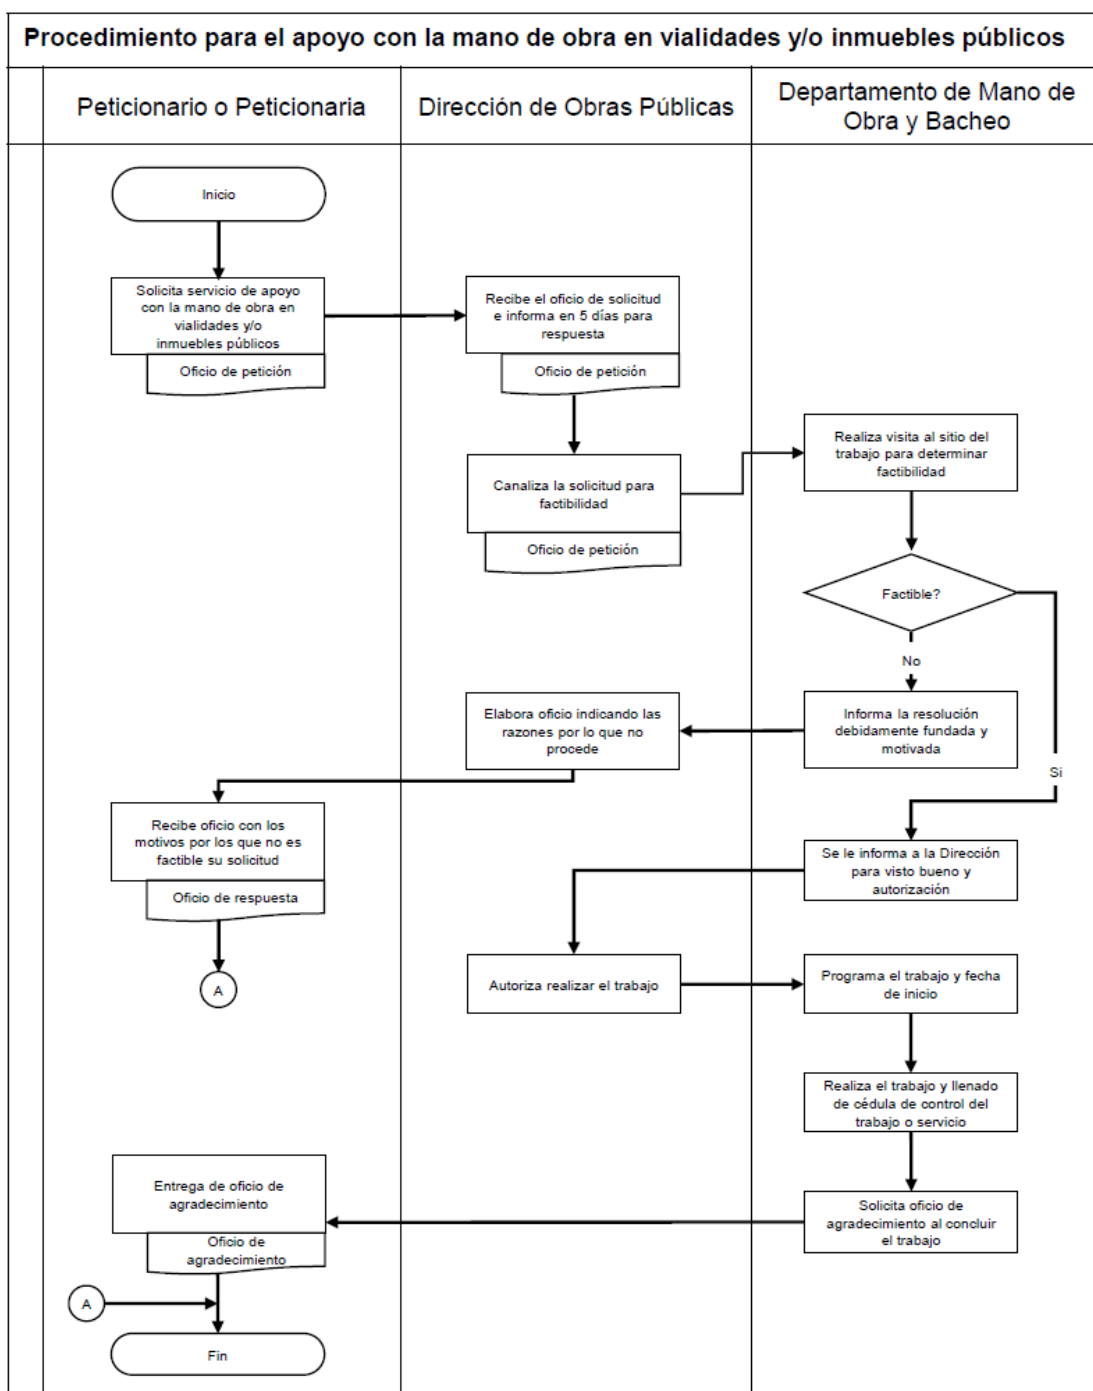 Procedimiento para el apoyo con la mano de obra en vialidades y/o inmuebles públicos
Peticionario o Peticionaria
Dirección de Obras Públicas
Departamento de Mano de
Obra y Bacheo
Inicio
Solicita servicio de apoyo
con la mano de obra en
vialidades y/o
inmuebles públicos
Oficio de petición
Recibe el oficio de solicitud
e informa en 5 días para
respuesta
Oficio de petición
Canaliza la solicitud para
factibilidad
Oficio de petición
Realiza visita al sitio del
trabajo para determinar
factibilidad
Factible?
No
Si
Informa la resolución
debidamente fundada y
motivada
Elabora oficio indicando las
razones por lo que no
procede
Recibe oficio con los
motivos por los que no es
factible su solicitud
Oficio de respuesta
A
Se le informa a la Dirección
para visto bueno y
autorización
Autoriza realizar el trabajo
Programa el trabajo y fecha
de inicio
Realiza el trabajo y llenado
de cédula de control del
trabajo o servicio
Solicita oficio de
agradecimiento al concluir
el trabajo
Entrega de oficio de
agradecimiento
Oficio de
agradecimiento
A
Fin